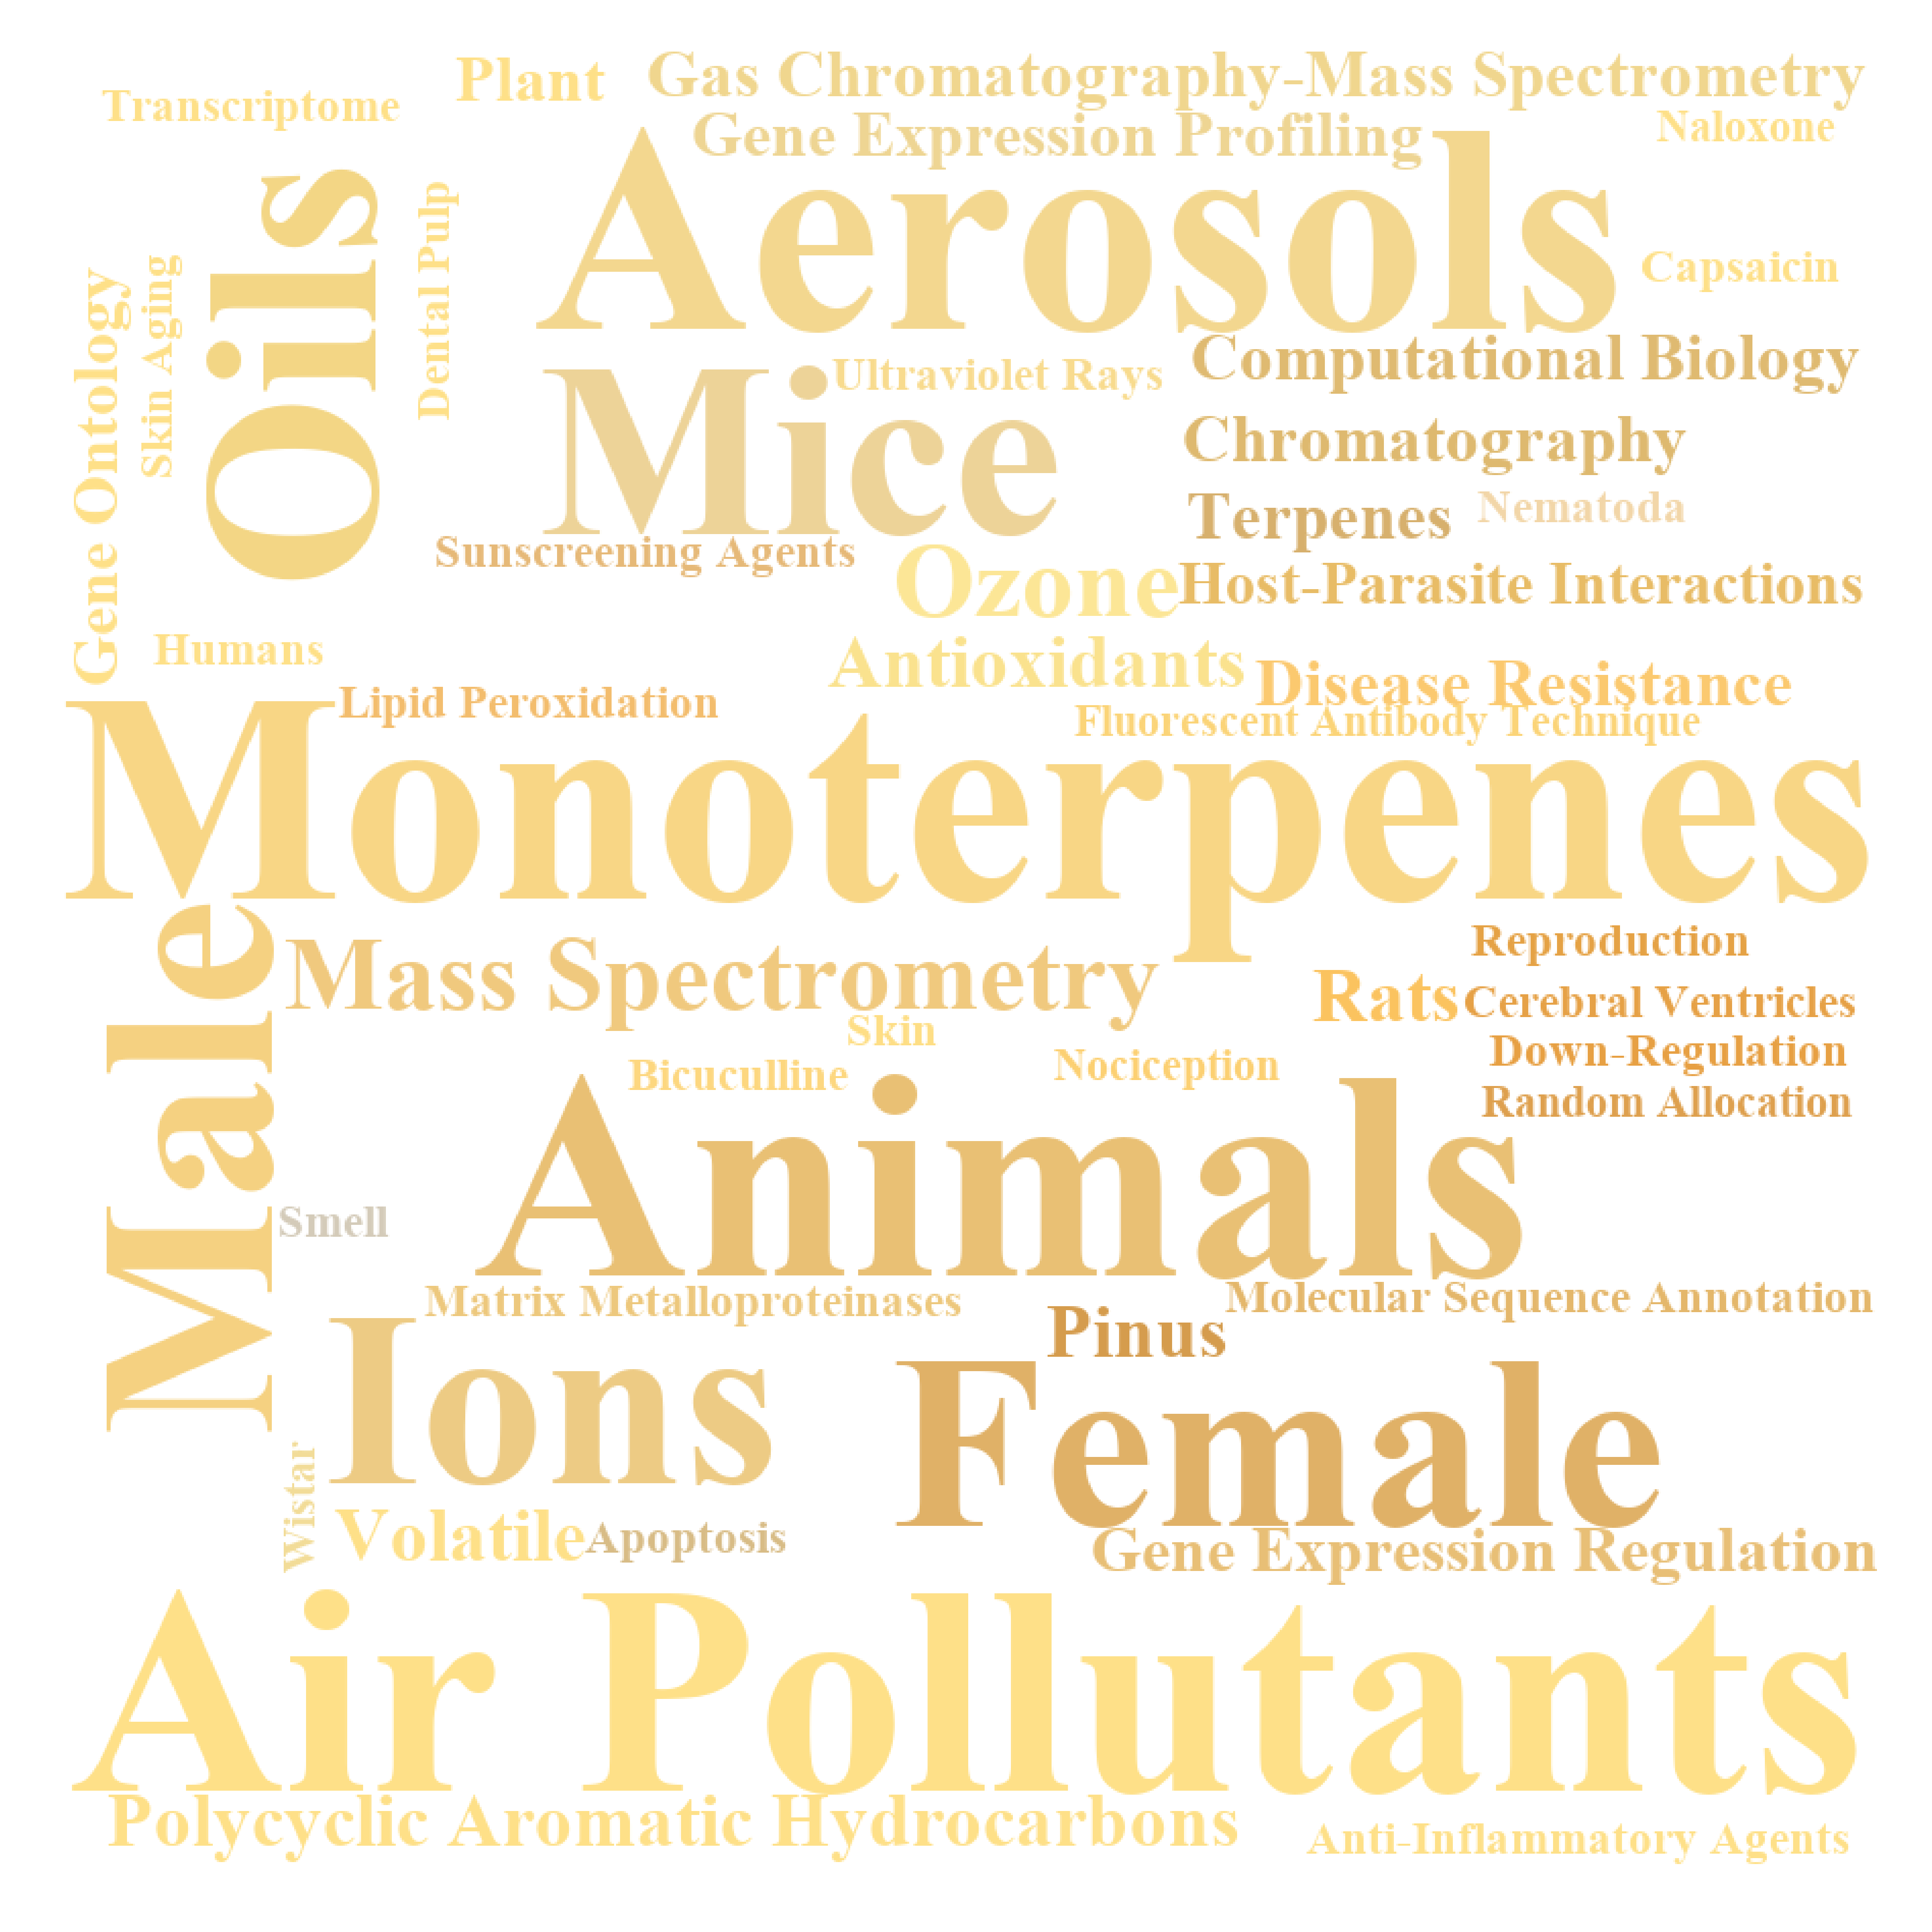 Plant
Gas Chromatography-Mass Spectrometry
Transcriptome
Naloxone
Gene Expression Profiling
Oils
Aerosols
Dental Pulp
Skin Aging
Gene Ontology
Capsaicin
Ultraviolet Rays
Computational Biology
Mice
Chromatography
Terpenes
Nematoda
Sunscreening Agents
Ozone
Host-Parasite Interactions
Humans
Antioxidants
Disease Resistance
Lipid Peroxidation
Fluorescent Antibody Technique
Monoterpenes
Male
Mass Spectrometry
Reproduction
Rats
Cerebral Ventricles
Skin
Down-Regulation
Bicuculline
Nociception
Random Allocation
Animals
Smell
Matrix Metalloproteinases
Molecular Sequence Annotation
Pinus
Ions
Female
Wistar
Volatile
Apoptosis
Gene Expression Regulation
Air Pollutants
Polycyclic Aromatic Hydrocarbons
Anti-Inflammatory Agents